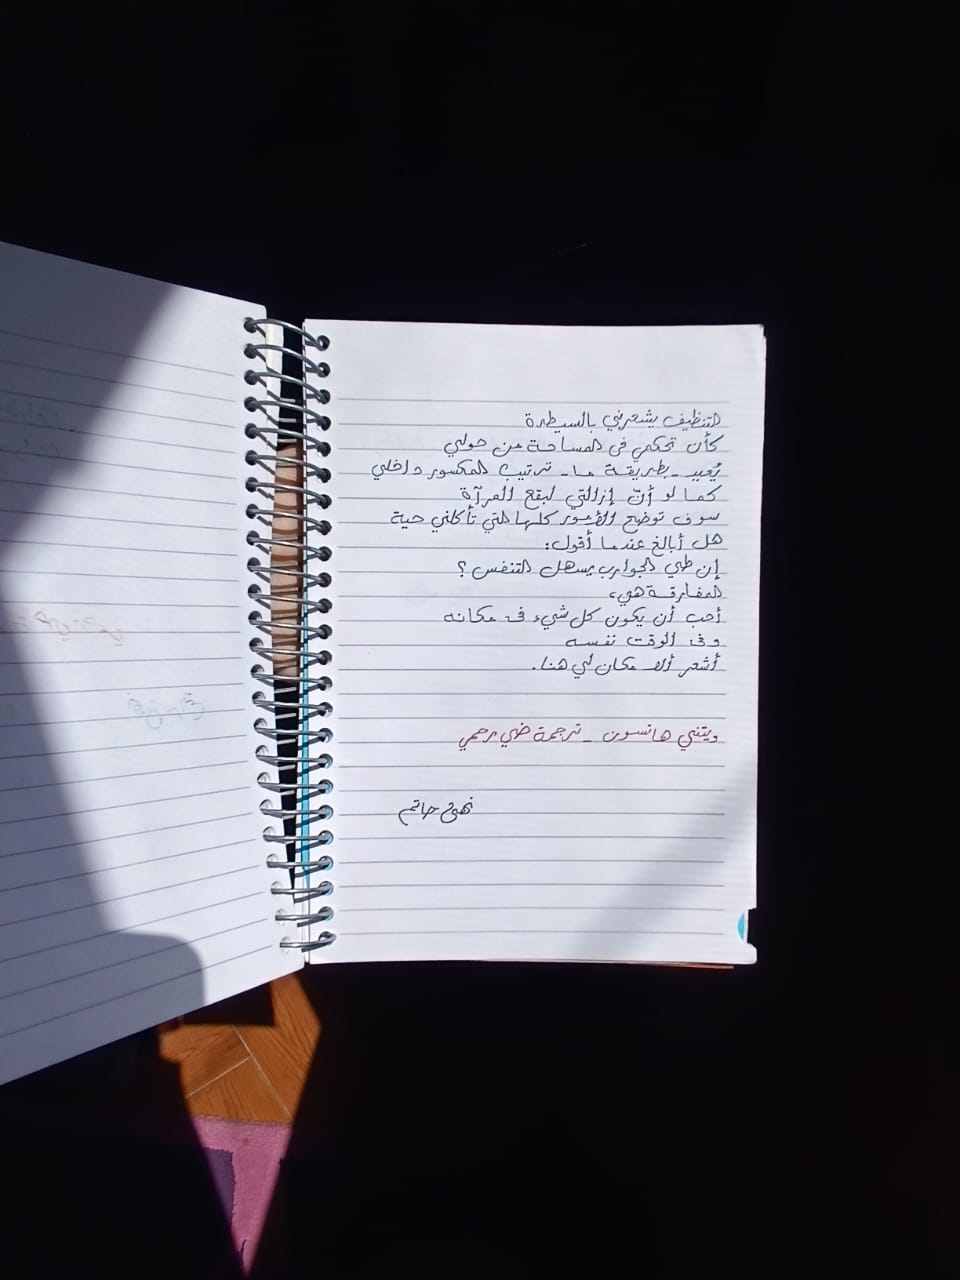 التنظيف يشعرني بالسيطرة
كأن تحكمي في المساحة من حولي
يُعيد - بطريقة ما - ترتيب المكسور داخلي
كما لو أنّ إزالتي لبقع المرآة
سوف توضح الأمور كلها التي تأكلني حية
هل أبالغ عندما أقول:
إن طي الجوارب يسهل التنفس؟
المفارقة هي،
أحب أن يكون كل شيء في مكانه
وفي الوقت نفسه
أشعر ألا مكان لي هنا.
ويتني هانسون - ترجمة ضي رحمي
حاتم